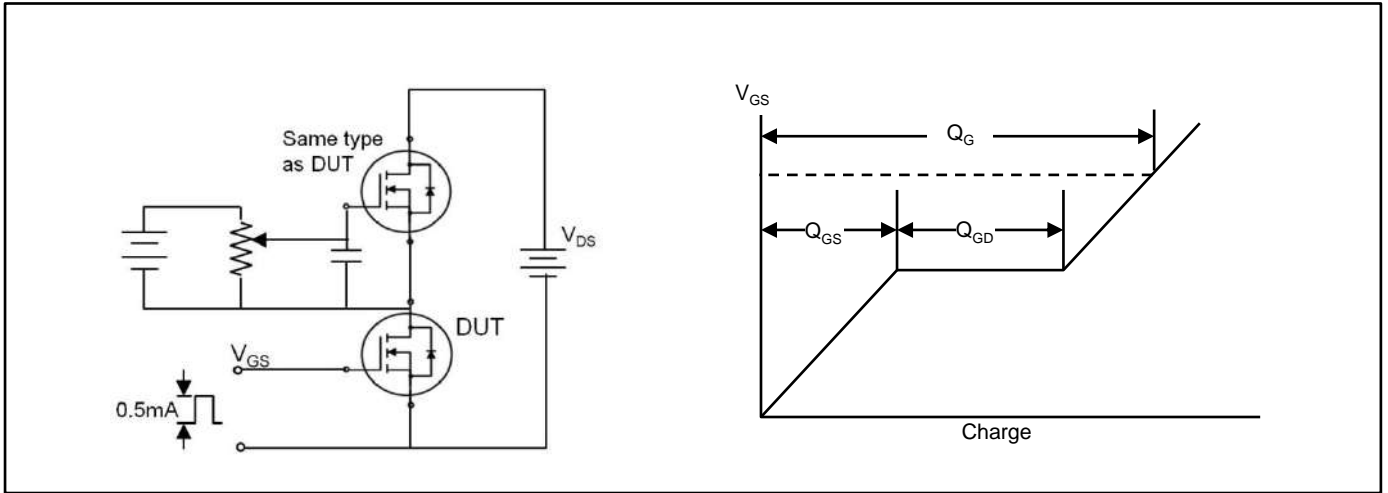 Same type
as DUT
V_DS
DUT
V_GS
0.5mA
V_GS
Q_G
Q_GS
Q_GD
Charge